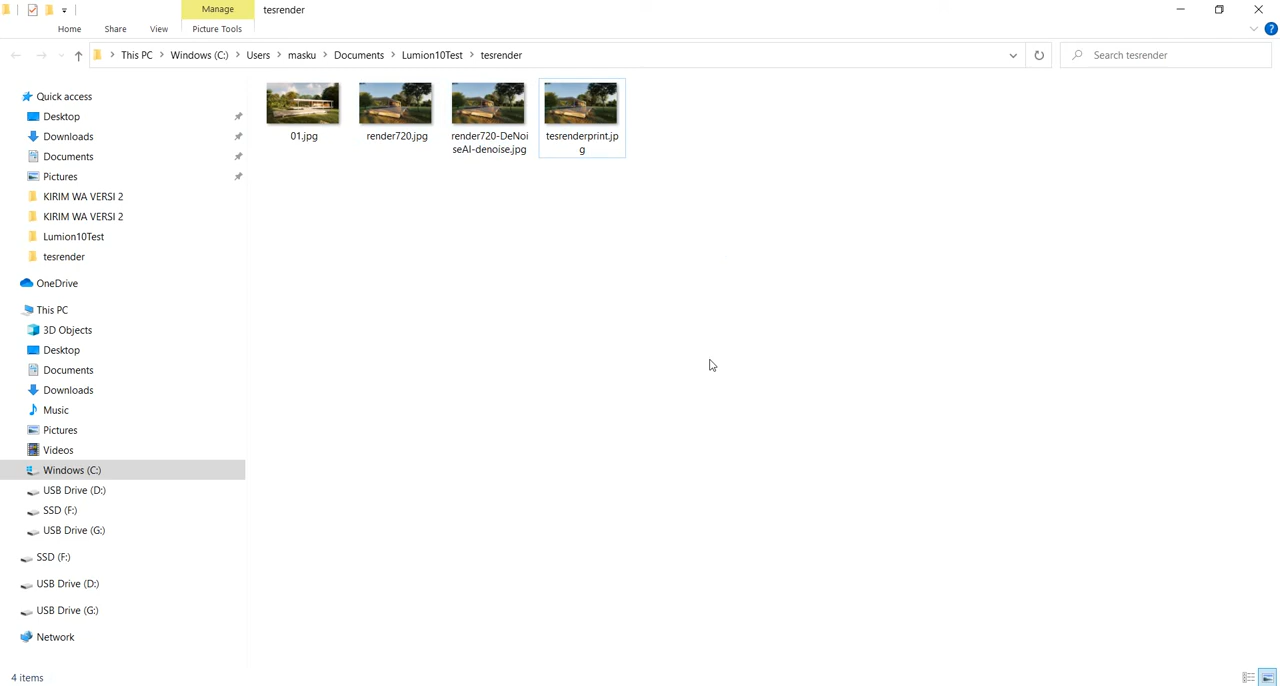 Manage
tesrender
Home
Share
View
Picture Tools
This PC
Windows (C:)
Users
masku
Documents
Lumion10Test
tesrender
Search tesrender
Quick access
Desktop
Downloads
Documents
Pictures
KIRIM WA VERSI 2
KIRIM WA VERSI 2
Lumion10Test
tesrender
OneDrive
This PC
3D Objects
Desktop
Documents
Downloads
Music
Pictures
Videos
Windows (C:)
USB Drive (D:)
SSD (F:)
USB Drive (G:)
SSD (F:)
USB Drive (D:)
USB Drive (G:)
Network
01.jpg
render720.jpg
render720-DeNoi
seAI-denoise.jpg
tesrenderprint.jp
g
4 items